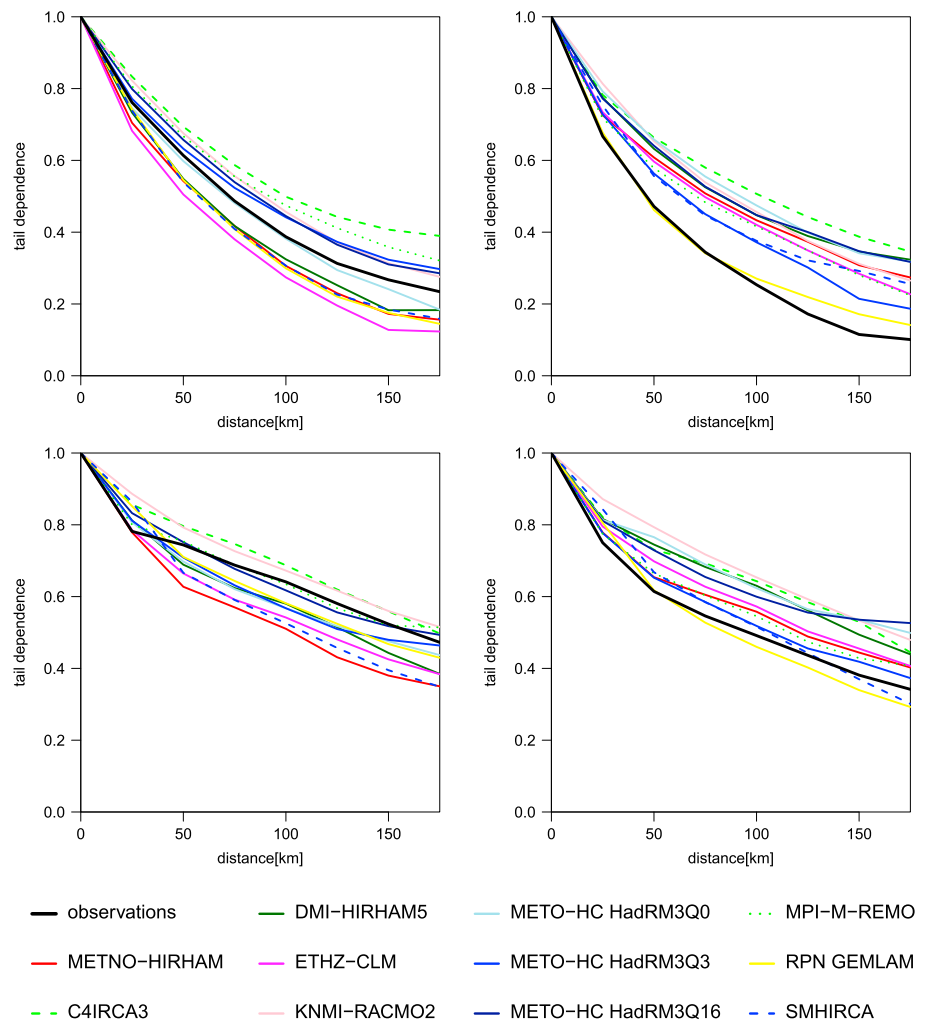 1.0
0.8
0.6
0.4
0.2
0.0
tail dependence
0 50 100 150
distance[km]
1.0
0.8
0.6
0.4
0.2
0.0
tail dependence
0 50 100 150
distance[km]
1.0
0.8
0.6
0.4
0.2
0.0
tail dependence
0 50 100 150
distance[km]
1.0
0.8
0.6
0.4
0.2
0.0
tail dependence
0 50 100 150
distance[km]
observations DMI−HIRHAM5 METO−HC HadRM3Q0 MPI−M−REMO
METNO−HIRHAM ETHZ−CLM METO−HC HadRM3Q3 RPN GEMLAM
C4IRCA3 KNMI−RACMO2 METO−HC HadRM3Q16 SMHIRCA